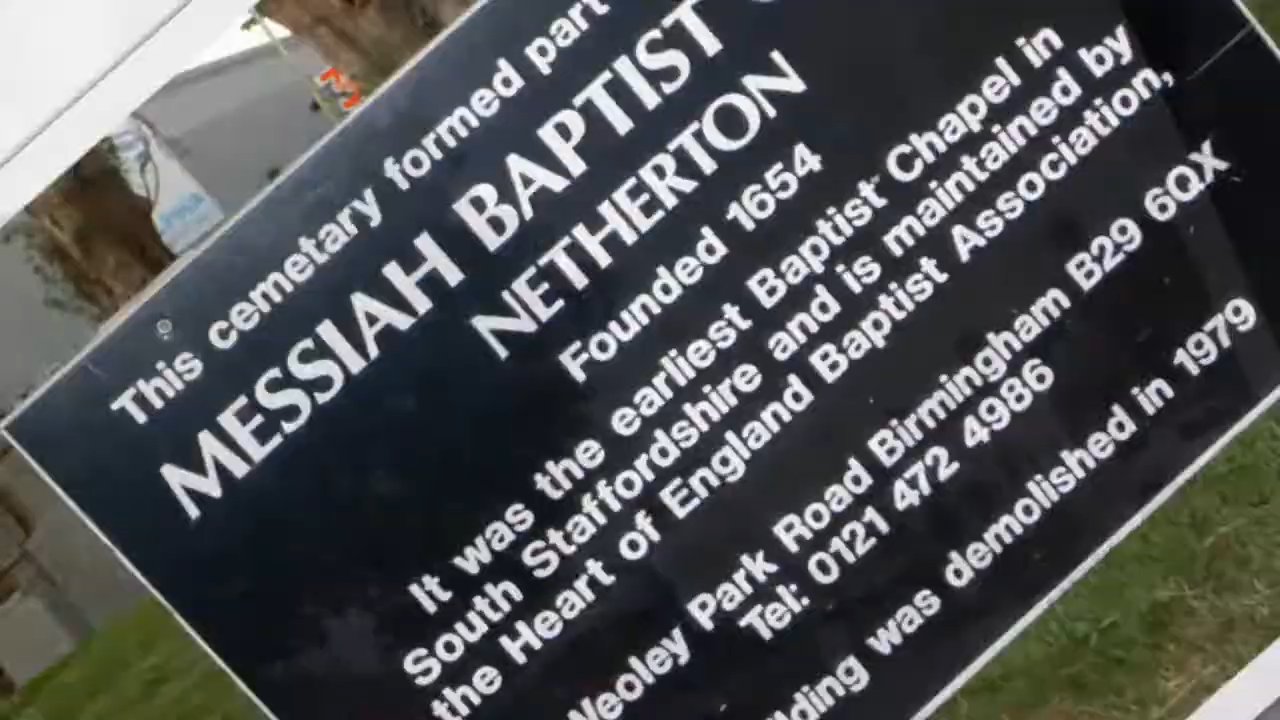 This cemetary formed part
MESSIAH BAPTIST
NETHERTON
Founded 1654
It was the earliest Baptist Chapel in
South Staffordshire and is maintained by
the Heart of England Baptist Association,
Weoley Park Road Birmingham B29 6QX
Tel: 0121 472 4986
lding was demolished in 1979